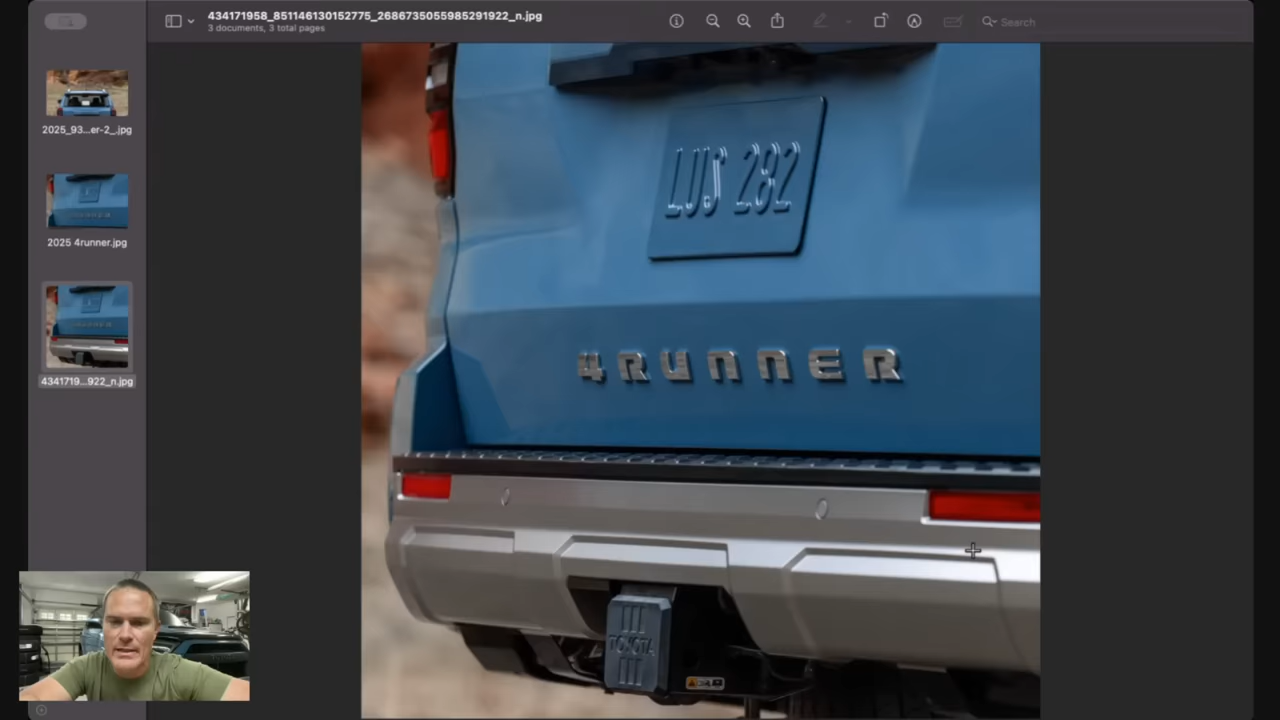 434171958_851146130152775_2686735055985291922_n.jpg
3 documents, 3 total pages
Search
2025_93...er-2_.jpg
2025 4runner.jpg
4341719...922_n.jpg
LUS 282
4RUNNER
TOYOTA